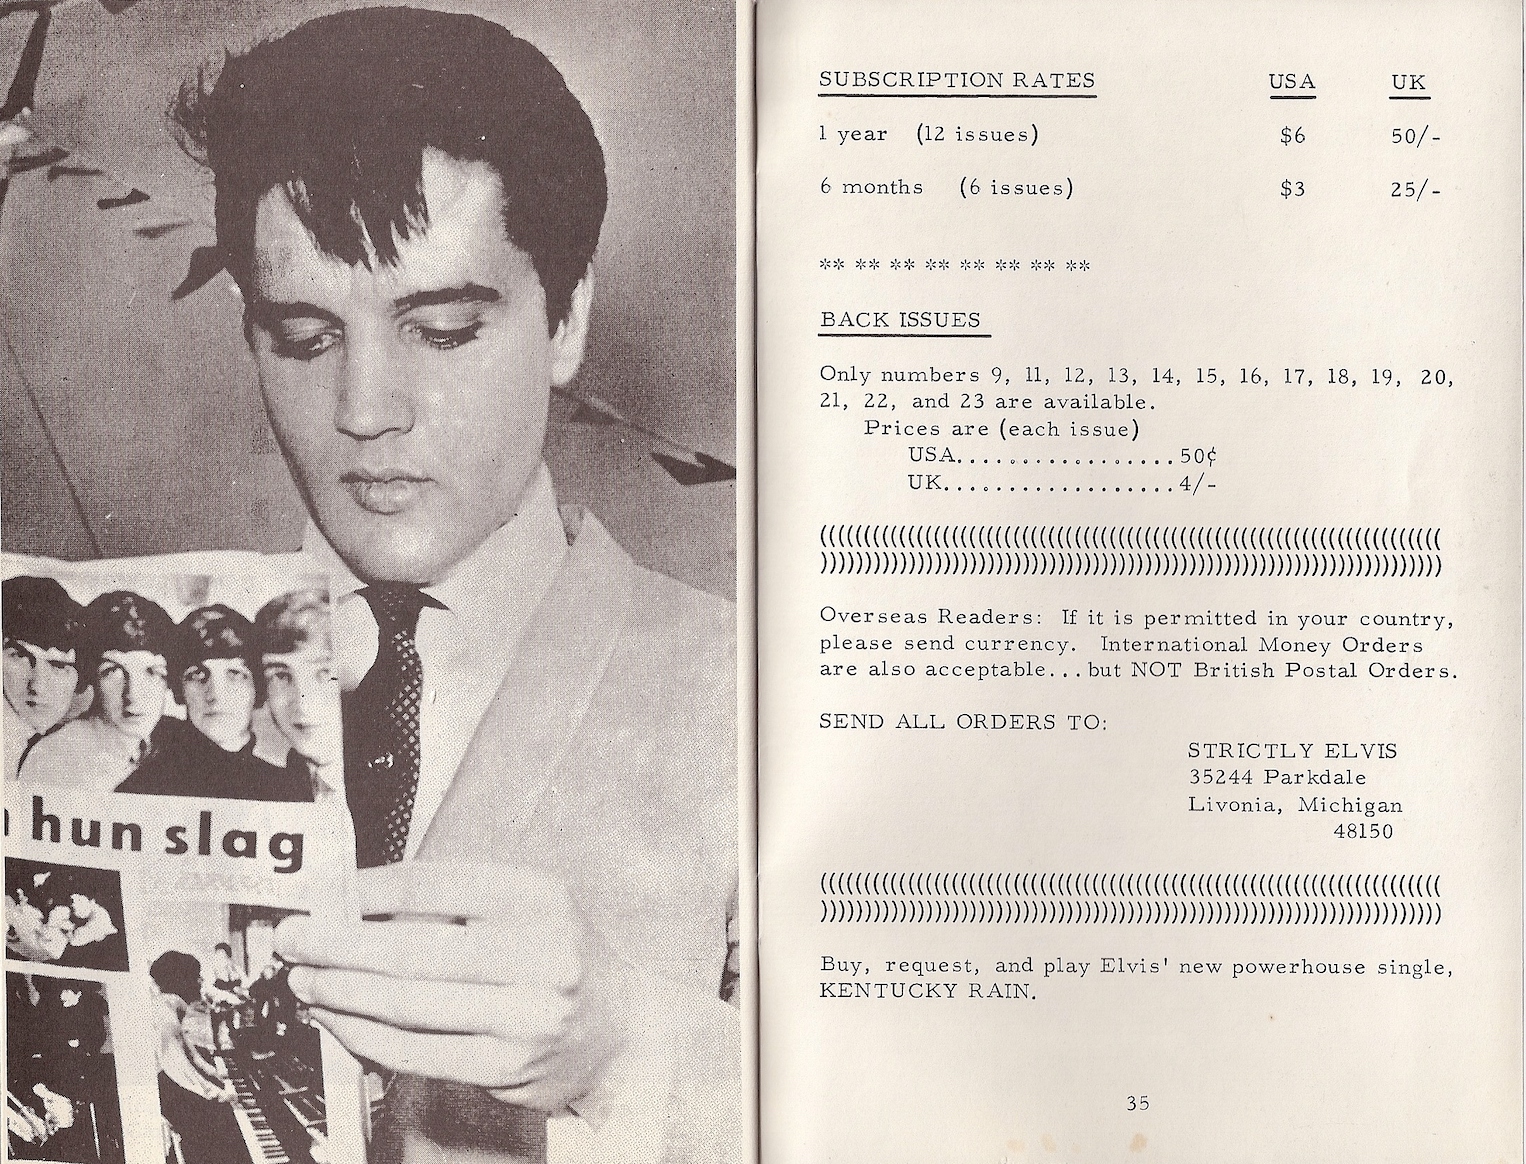 hun slag
SUBSCRIPTION RATES USA UK
1 year (12 issues) $6 50/-
6 months (6 issues) $3 25/-
** ** ** ** ** ** ** **
BACK ISSUES
Only numbers 9, 11, 12, 13, 14, 15, 16, 17, 18, 19, 20,
21, 22, and 23 are available.
Prices are (each issue)
USA....................50¢
UK.....................4/-
((((((((((((((((((((((((((((((((((((((((((((((((((((((((
))))))))))))))))))))))))))))))))))))))))))))))))))))))))
Overseas Readers: If it is permitted in your country,
please send currency. International Money Orders
are also acceptable...but NOT British Postal Orders.
SEND ALL ORDERS TO:
STRICTLY ELVIS
35244 Parkdale
Livonia, Michigan
48150
((((((((((((((((((((((((((((((((((((((((((((((((((((((((
))))))))))))))))))))))))))))))))))))))))))))))))))))))))
Buy, request, and play Elvis' new powerhouse single,
KENTUCKY RAIN.
35